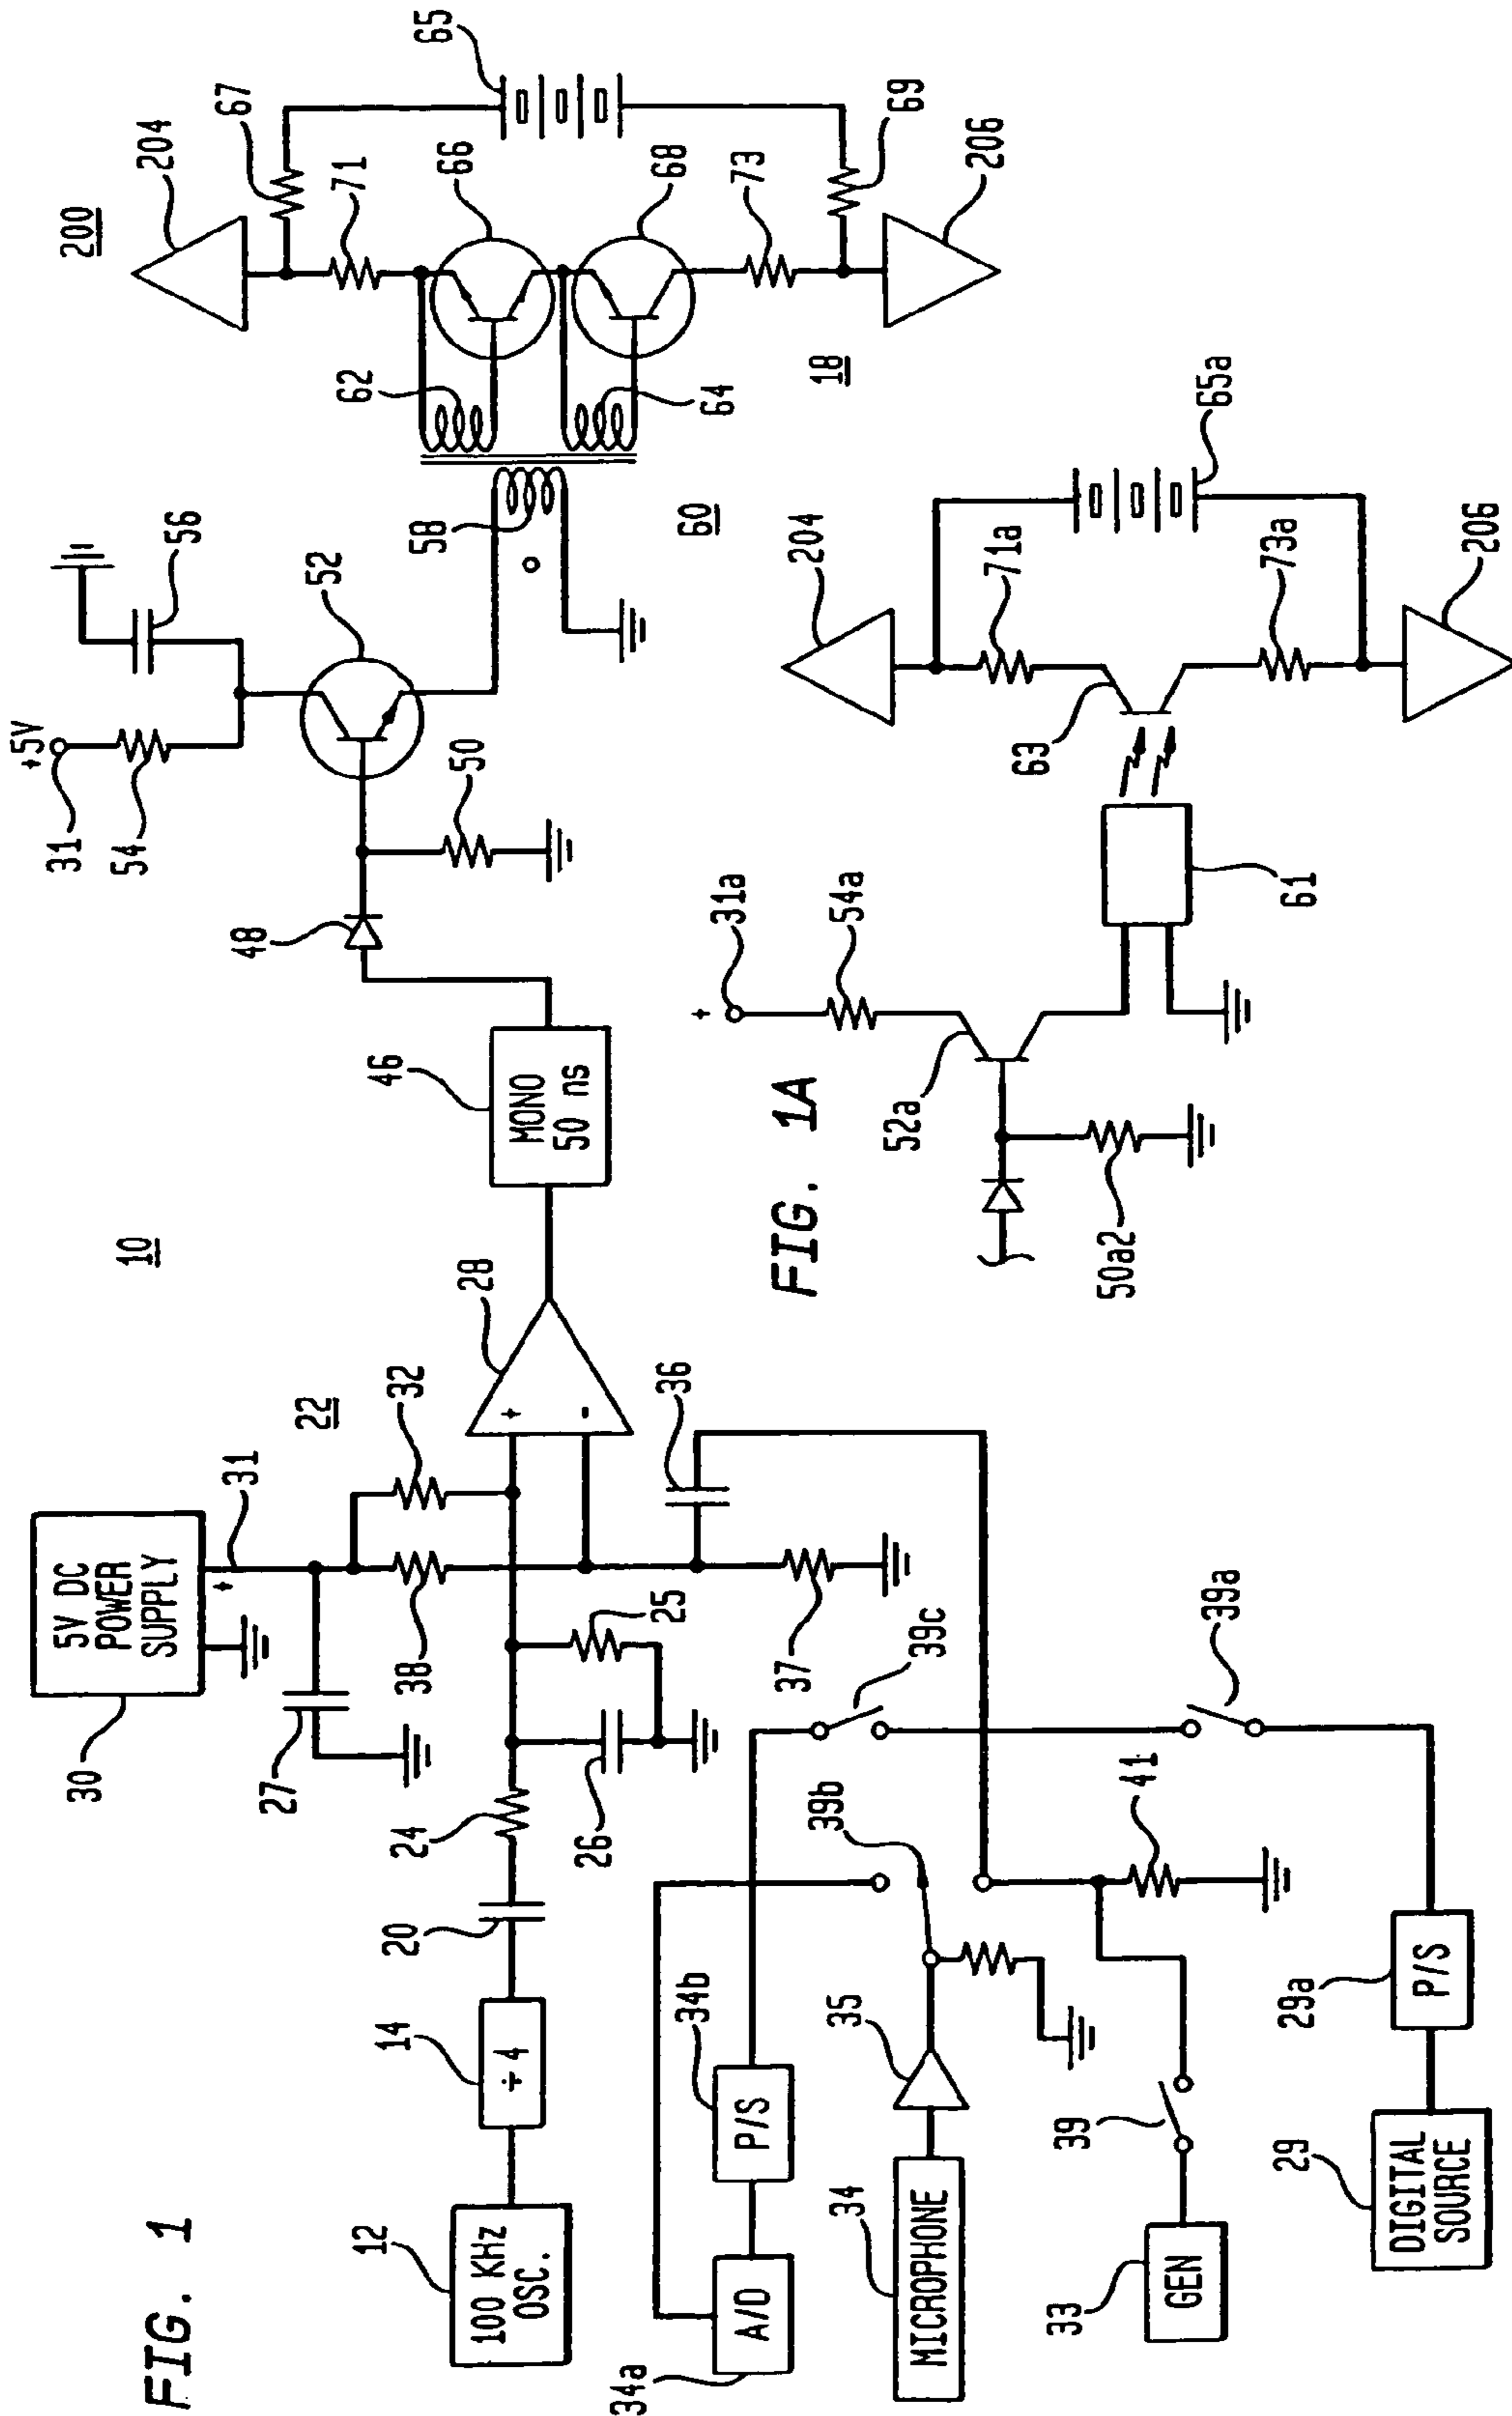 FIG. 1
10
200
12
100 KHz
OSC.
14
÷ 4
20
24
26
25
27
30
5V DC
POWER
SUPPLY
+
31
22
38
32
28
+
-
36
37
46
MONO
50 ns
48
50
+5V
31
54
56
52
58
60
62
64
66
68
71
73
67
69
65
204
206
18
34a
A/D
34b
P/S
34
MICROPHONE
35
39b
39c
39a
33
GEN
39
41
29
DIGITAL
SOURCE
29a
P/S
FIG. 1A
50a2
52a
+
31a
54a
61
63
71a
73a
65a
204
206